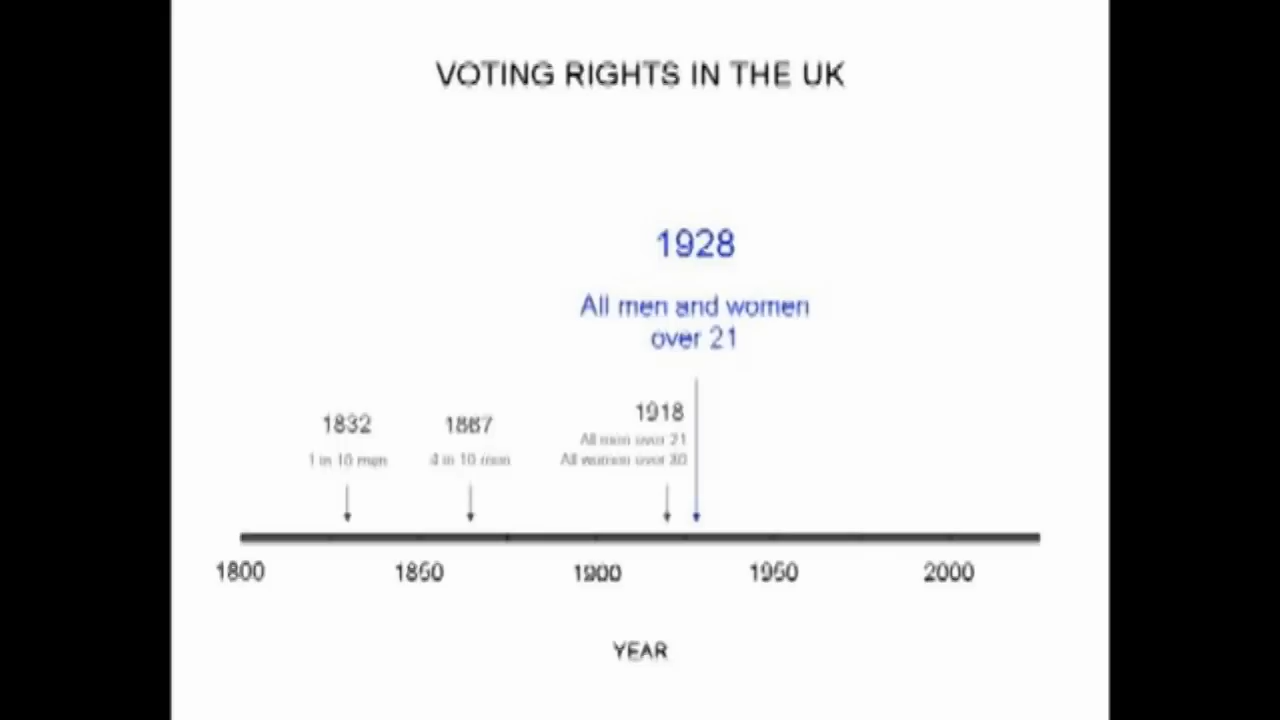 VOTING RIGHTS IN THE UK
1928
All men and women
over 21
1832
1 in 10 men
1867
4 in 10 men
1918
All men over 21
All women over 30
1800
1850
1900
1950
2000
YEAR